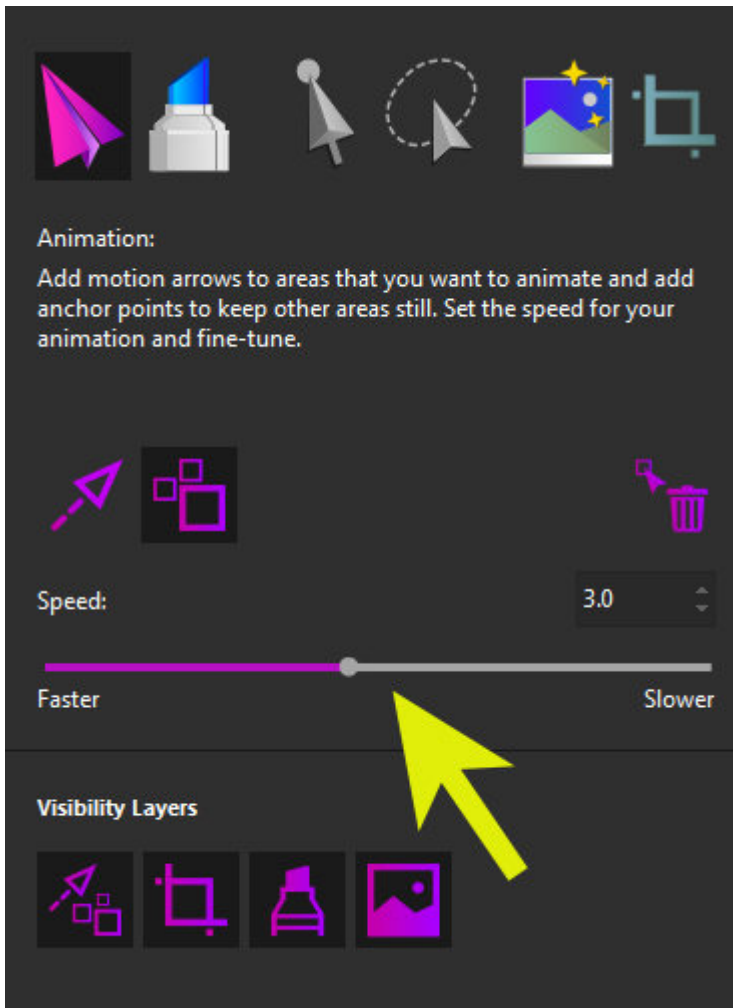 Animation:
Add motion arrows to areas that you want to animate and add
anchor points to keep other areas still. Set the speed for your
animation and fine-tune.
Speed:
3.0
Faster
Slower
Visibility Layers